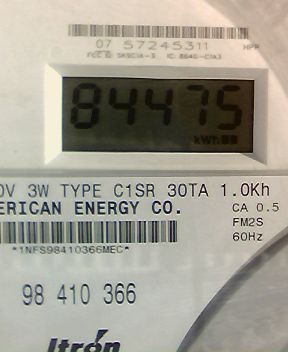 07 57245311
84475
kWh
0V 3W TYPE C1SR 30TA 1.0Kh
ERICAN ENERGY CO. CA 0.5
FM2S
60Hz
*1NFS98410366MEC*
98 410 366
Itron